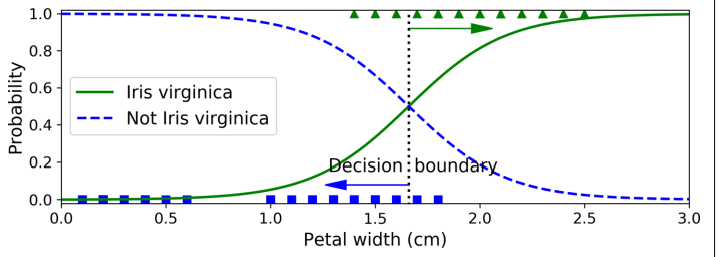 1.0
0.8
0.6
0.4
0.2
0.0
Probability
Iris virginica
Not Iris virginica
Decision boundary
0.0 0.5 1.0 1.5 2.0 2.5 3.0
Petal width (cm)